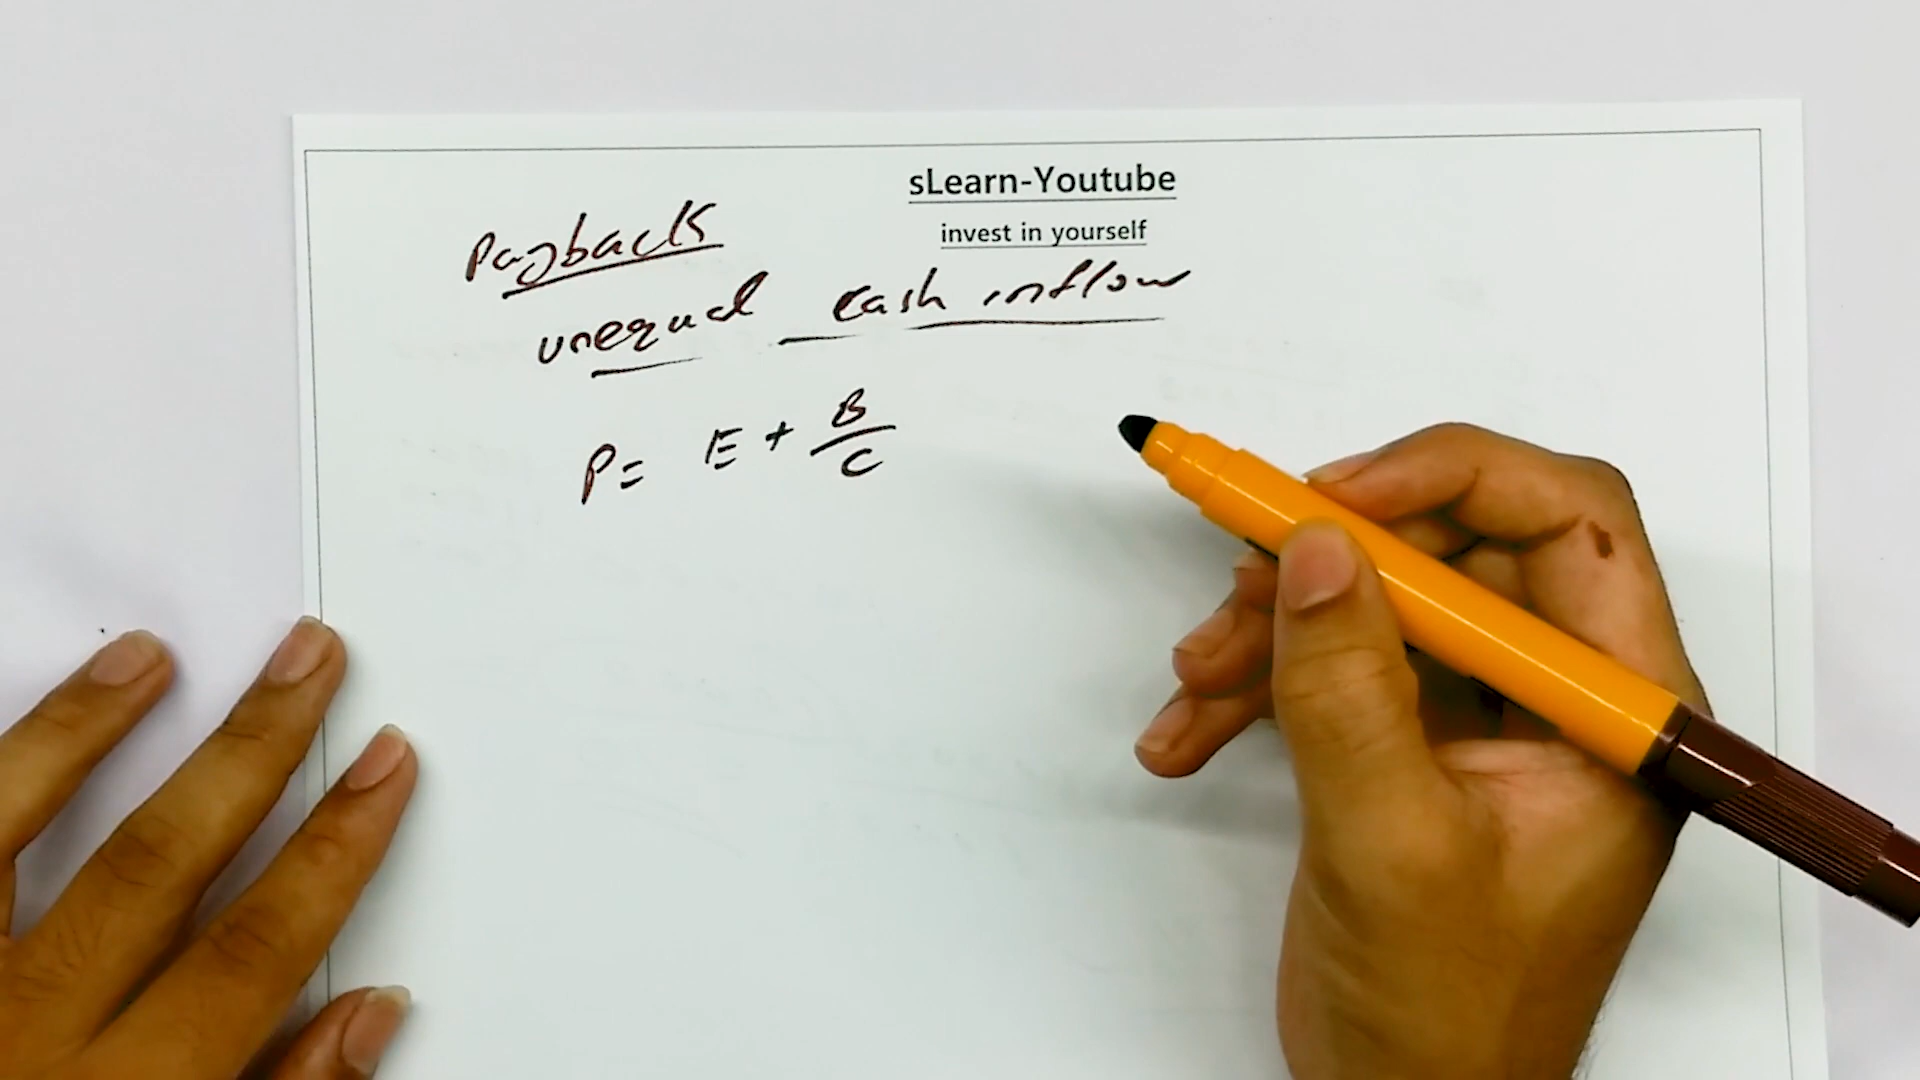 sLearn-Youtube
invest in yourself
Payback
unequal cash inflow
P= E + B/C